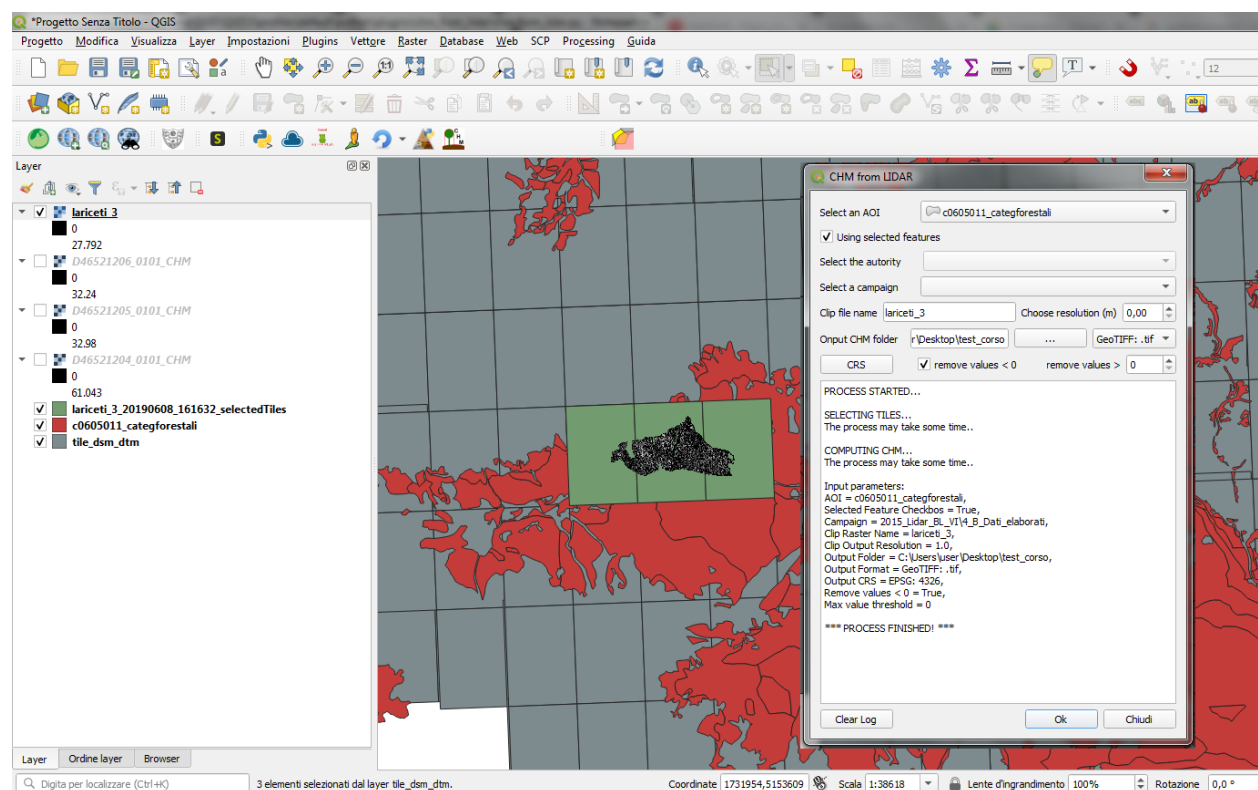 *Progetto Senza Titolo - QGIS
Progetto Modifica Visualizza Layer Impostazioni Plugins Vettore Raster Database Web SCP Processing Guida
1:1
T
12
abc
ab
S
CHM
Layer
lariceti_3
0
27.792
D46521206_0101_CHM
0
32.24
D46521205_0101_CHM
0
32.98
D46521204_0101_CHM
0
61.043
lariceti_3_20190608_161632_selectedTiles
c0605011_categforestali
tile_dsm_dtm
CHM from LIDAR
Select an AOI c0605011_categforestali
Using selected features
Select the autority
Select a campaign
Clip file name lariceti_3 Choose resolution (m) 0,00
Onput CHM folder r\Desktop\test_corso ... GeoTIFF: .tif
CRS remove values < 0 remove values > 0
PROCESS STARTED...
SELECTING TILES...
The process may take some time..
COMPUTING CHM...
The process may take some time..
Input parameters:
AOI = c0605011_categforestali,
Selected Feature Checkbos = True,
Campaign = 2015_Lidar_BL_VI\4_B_Dati_elaborati,
Clip Raster Name = lariceti_3,
Clip Output Resolution = 1.0,
Output Folder = C:\Users\user\Desktop\test_corso,
Output Format = GeoTIFF: .tif,
Output CRS = EPSG: 4326,
Remove values < 0 = True,
Max value threshold = 0
*** PROCESS FINISHED! ***
Clear Log Ok Chiudi
Layer Ordine layer Browser
Digita per localizzare (Ctrl+K) 3 elementi selezionati dal layer tile_dsm_dtm. Coordinate 1731954,5153609 Scala 1:38618 Lente d'ingrandimento 100% Rotazione 0,0 °